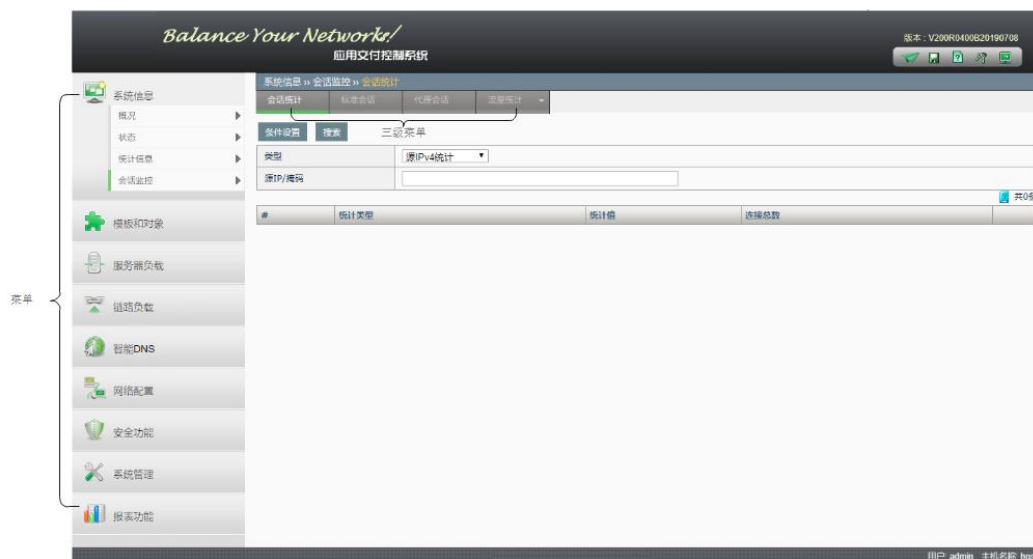 Balance Your Networks!
应用交付控制系统
版本：V200R0400B20190708
系统信息 » 会话监控 » 会话统计
会话统计 标准会话 代理会话 流量统计
条件设置 搜索 三级菜单
类型 源IPv4统计
源IP/掩码
共0条
# 统计类型 统计值 连接总数
菜单
系统信息
概况
状态
统计信息
会话监控
模板和对象
服务器负载
链路负载
智能DNS
网络配置
安全功能
系统管理
报表功能
用户: admin 主机名称: hos